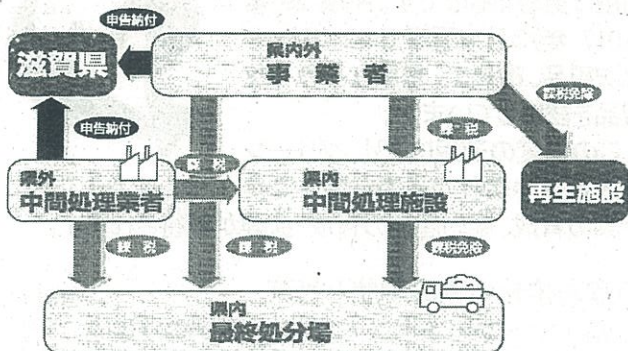 申告納付
滋賀県
県内外
事業者
課税免除
申告納付
課税
課税
県外
中間処理業者
県内
中間処理施設
再生施設
課税
課税
課税免除
県内
最終処分場